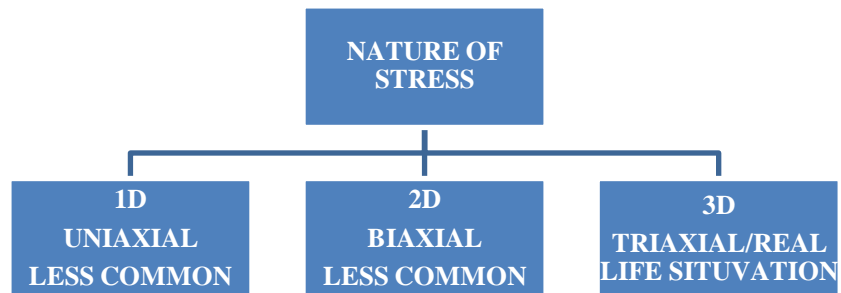 NATURE OF
STRESS
1D
UNIAXIAL
LESS COMMON
2D
BIAXIAL
LESS COMMON
3D
TRIAXIAL/REAL
LIFE SITUVATION